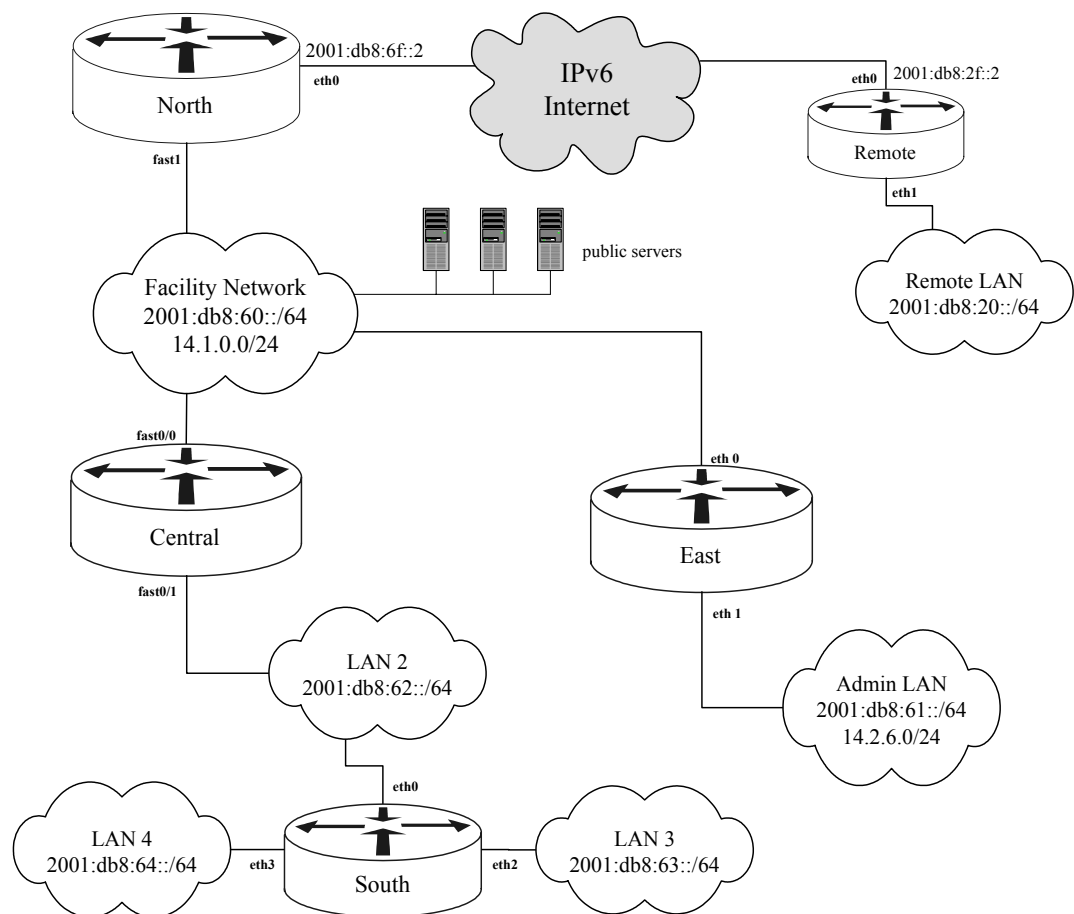 2001:db8:6f::2
eth0
North
fast1
IPv6
Internet
eth0
2001:db8:2f::2
Remote
eth1
public servers
Remote LAN
2001:db8:20::/64
Facility Network
2001:db8:60::/64
14.1.0.0/24
fast0/0
Central
fast0/1
eth 0
East
eth 1
LAN 2
2001:db8:62::/64
Admin LAN
2001:db8:61::/64
14.2.6.0/24
eth0
LAN 4
2001:db8:64::/64
eth3
South
eth2
LAN 3
2001:db8:63::/64